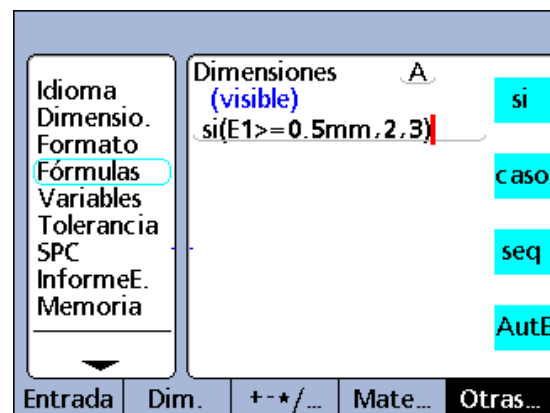 Idioma
Dimensio.
Formato
Fórmulas
Variables
Tolerancia
SPC
InformeE.
Memoria
Dimensiones A
(visible)
si(E1>=0.5mm,2,3)
si
caso
seq
AutE
Entrada Dim. +-*/... Mate... Otras...